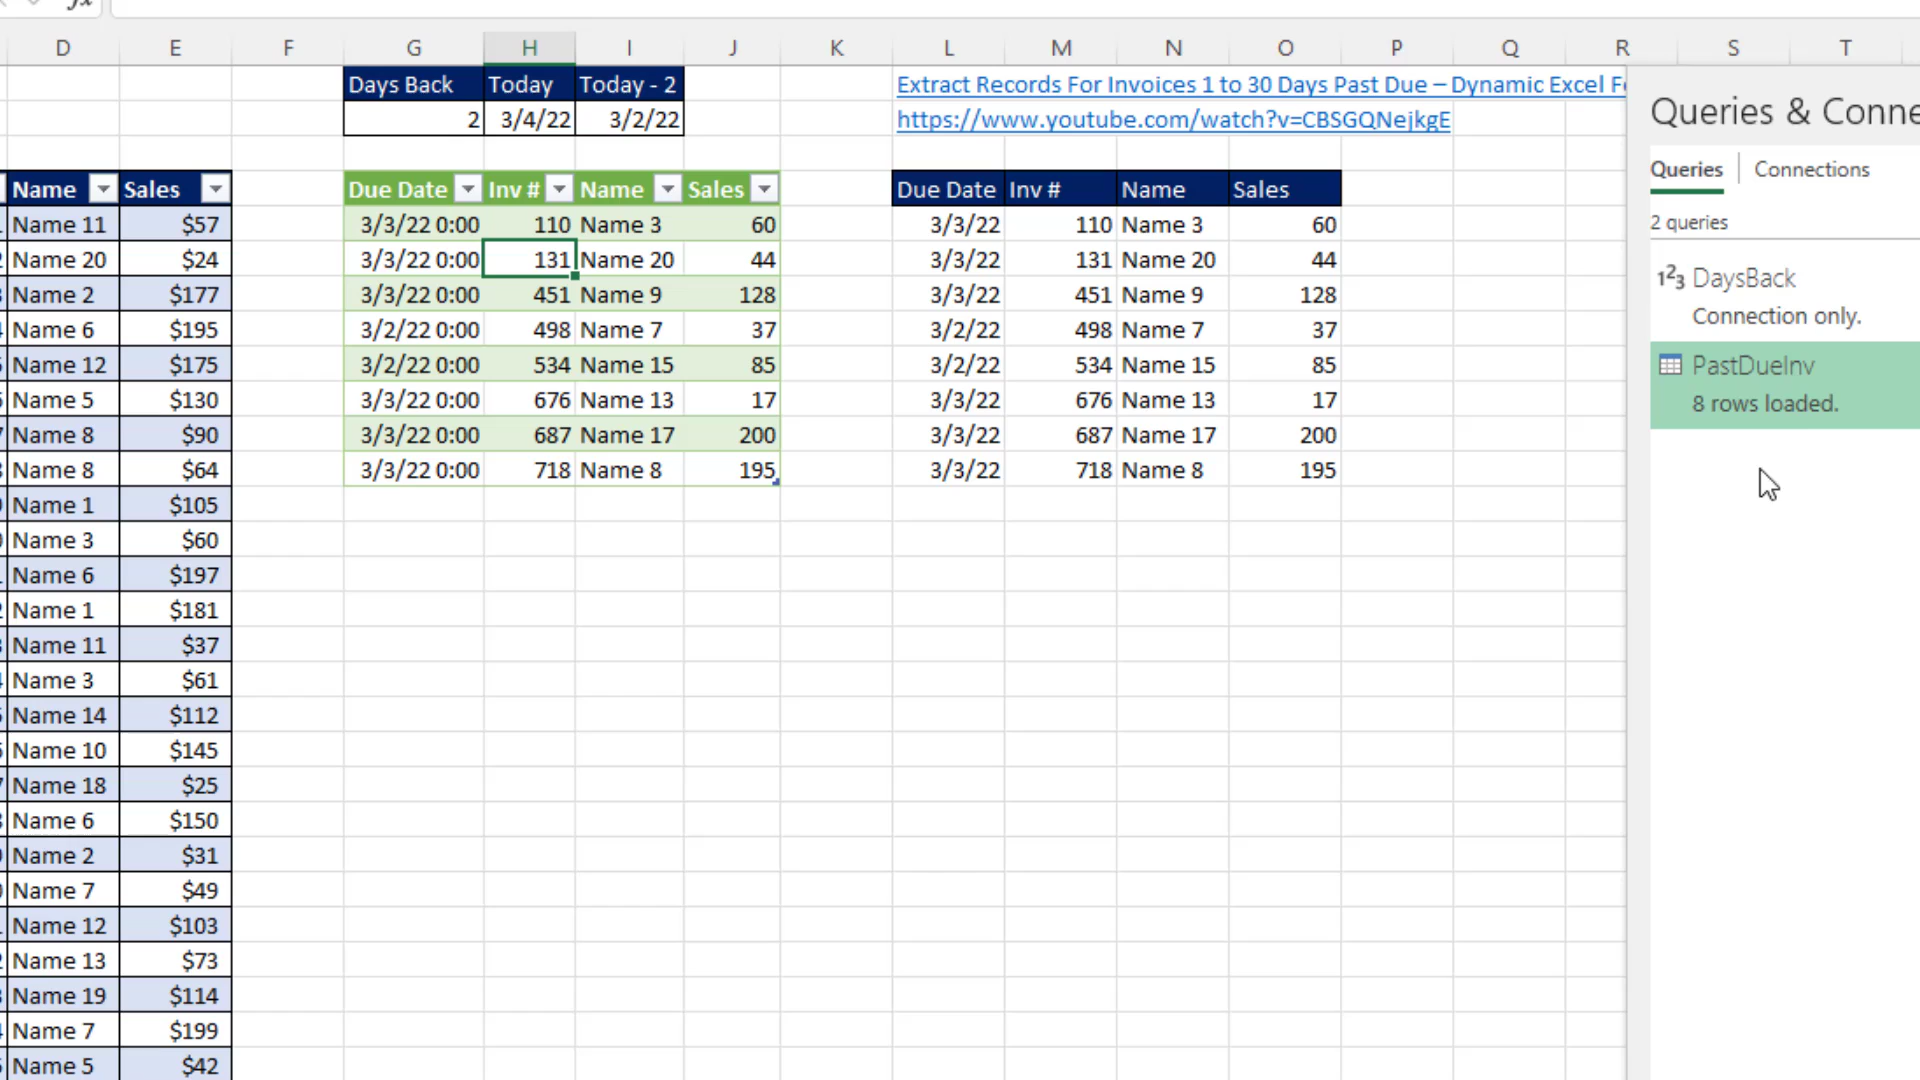 fx
D E F G H I J K L M N O P Q R S T
Days Back Today Today - 2 Extract Records For Invoices 1 to 30 Days Past Due – Dynamic Excel
2 3/4/22 3/2/22 https://www.youtube.com/watch?v=CBSGQNejkgE
Name Sales Due Date Inv # Name Sales Due Date Inv # Name Sales
Name 11 $57 3/3/22 0:00 110 Name 3 60 3/3/22 110 Name 3 60
Name 20 $24 3/3/22 0:00 131 Name 20 44 3/3/22 131 Name 20 44
Name 2 $177 3/3/22 0:00 451 Name 9 128 3/3/22 451 Name 9 128
Name 6 $195 3/2/22 0:00 498 Name 7 37 3/2/22 498 Name 7 37
Name 12 $175 3/2/22 0:00 534 Name 15 85 3/2/22 534 Name 15 85
Name 5 $130 3/3/22 0:00 676 Name 13 17 3/3/22 676 Name 13 17
Name 8 $90 3/3/22 0:00 687 Name 17 200 3/3/22 687 Name 17 200
Name 8 $64 3/3/22 0:00 718 Name 8 195 3/3/22 718 Name 8 195
Name 1 $105
Name 3 $60
Name 6 $197
Name 1 $181
Name 11 $37
Name 3 $61
Name 14 $112
Name 10 $145
Name 18 $25
Name 6 $150
Name 2 $31
Name 7 $49
Name 12 $103
Name 13 $73
Name 19 $114
Name 7 $199
Name 5 $42
Queries & Conne
Queries Connections
2 queries
123 DaysBack
Connection only.
PastDueInv
8 rows loaded.